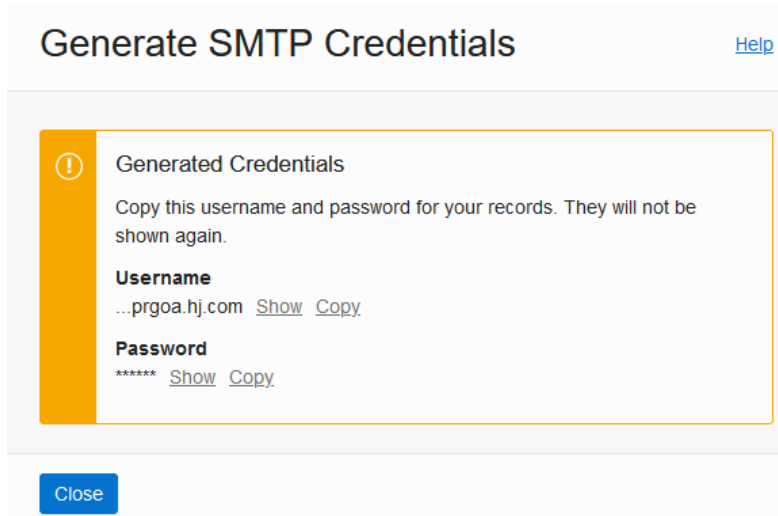 Generate SMTP Credentials
Help
Generated Credentials
Copy this username and password for your records. They will not be
shown again.
Username
...prgoa.hj.com Show Copy
Password
****** Show Copy
Close